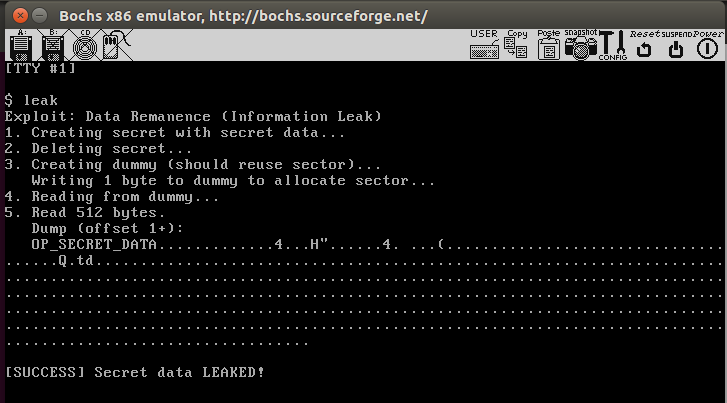 Bochs x86 emulator, http://bochs.sourceforge.net/
A: B: CD USER Copy Paste Snapshot CONFIG Reset SUSPEND Power
[TTY #1]
$ leak
Exploit: Data Remanence (Information Leak)
1. Creating secret with secret data...
2. Deleting secret...
3. Creating dummy (should reuse sector)...
Writing 1 byte to dummy to allocate sector...
4. Reading from dummy...
5. Read 512 bytes.
Dump (offset 1+):
OP_SECRET_DATA.............4...H"......4. ...(..................................
......Q.td......................................................................
................................................................................
................................................................................
................................................................................
..................................
[SUCCESS] Secret data LEAKED!